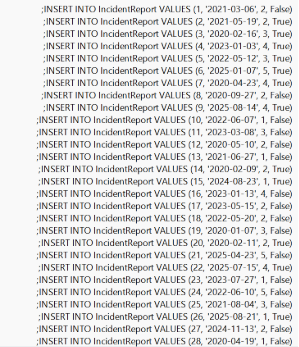 ;INSERT INTO IncidentReport VALUES (1, '2021-03-06', 2, False)
;INSERT INTO IncidentReport VALUES (2, '2021-05-19', 2, True)
;INSERT INTO IncidentReport VALUES (3, '2020-02-16', 3, True)
;INSERT INTO IncidentReport VALUES (4, '2023-01-03', 4, True)
;INSERT INTO IncidentReport VALUES (5, '2022-05-12', 3, True)
;INSERT INTO IncidentReport VALUES (6, '2025-01-07', 5, True)
;INSERT INTO IncidentReport VALUES (7, '2020-04-23', 4, True)
;INSERT INTO IncidentReport VALUES (8, '2020-09-27', 2, False)
;INSERT INTO IncidentReport VALUES (9, '2025-08-14', 4, True)
;INSERT INTO IncidentReport VALUES (10, '2022-06-07', 1, False)
;INSERT INTO IncidentReport VALUES (11, '2023-03-08', 3, False)
;INSERT INTO IncidentReport VALUES (12, '2020-05-10', 2, False)
;INSERT INTO IncidentReport VALUES (13, '2021-06-27', 1, False)
;INSERT INTO IncidentReport VALUES (14, '2020-02-09', 2, True)
;INSERT INTO IncidentReport VALUES (15, '2024-08-23', 1, True)
;INSERT INTO IncidentReport VALUES (16, '2023-01-13', 4, False)
;INSERT INTO IncidentReport VALUES (17, '2023-05-15', 2, False)
;INSERT INTO IncidentReport VALUES (18, '2022-05-20', 2, False)
;INSERT INTO IncidentReport VALUES (19, '2020-01-07', 3, False)
;INSERT INTO IncidentReport VALUES (20, '2020-02-11', 2, True)
;INSERT INTO IncidentReport VALUES (21, '2025-04-23', 5, False)
;INSERT INTO IncidentReport VALUES (22, '2025-07-15', 4, True)
;INSERT INTO IncidentReport VALUES (23, '2023-07-27', 1, False)
;INSERT INTO IncidentReport VALUES (24, '2022-06-10', 5, False)
;INSERT INTO IncidentReport VALUES (25, '2021-08-04', 3, False)
;INSERT INTO IncidentReport VALUES (26, '2025-08-21', 1, True)
;INSERT INTO IncidentReport VALUES (27, '2024-11-13', 2, False)
;INSERT INTO IncidentReport VALUES (28, '2020-04-19', 1, False)